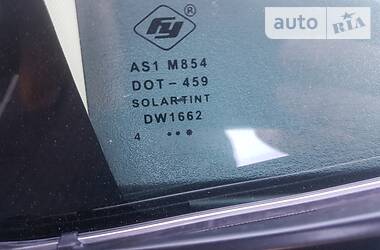 auto RIA
FY
AS1 M854
DOT-459
SOLARTINT
DW1662
4 ••●